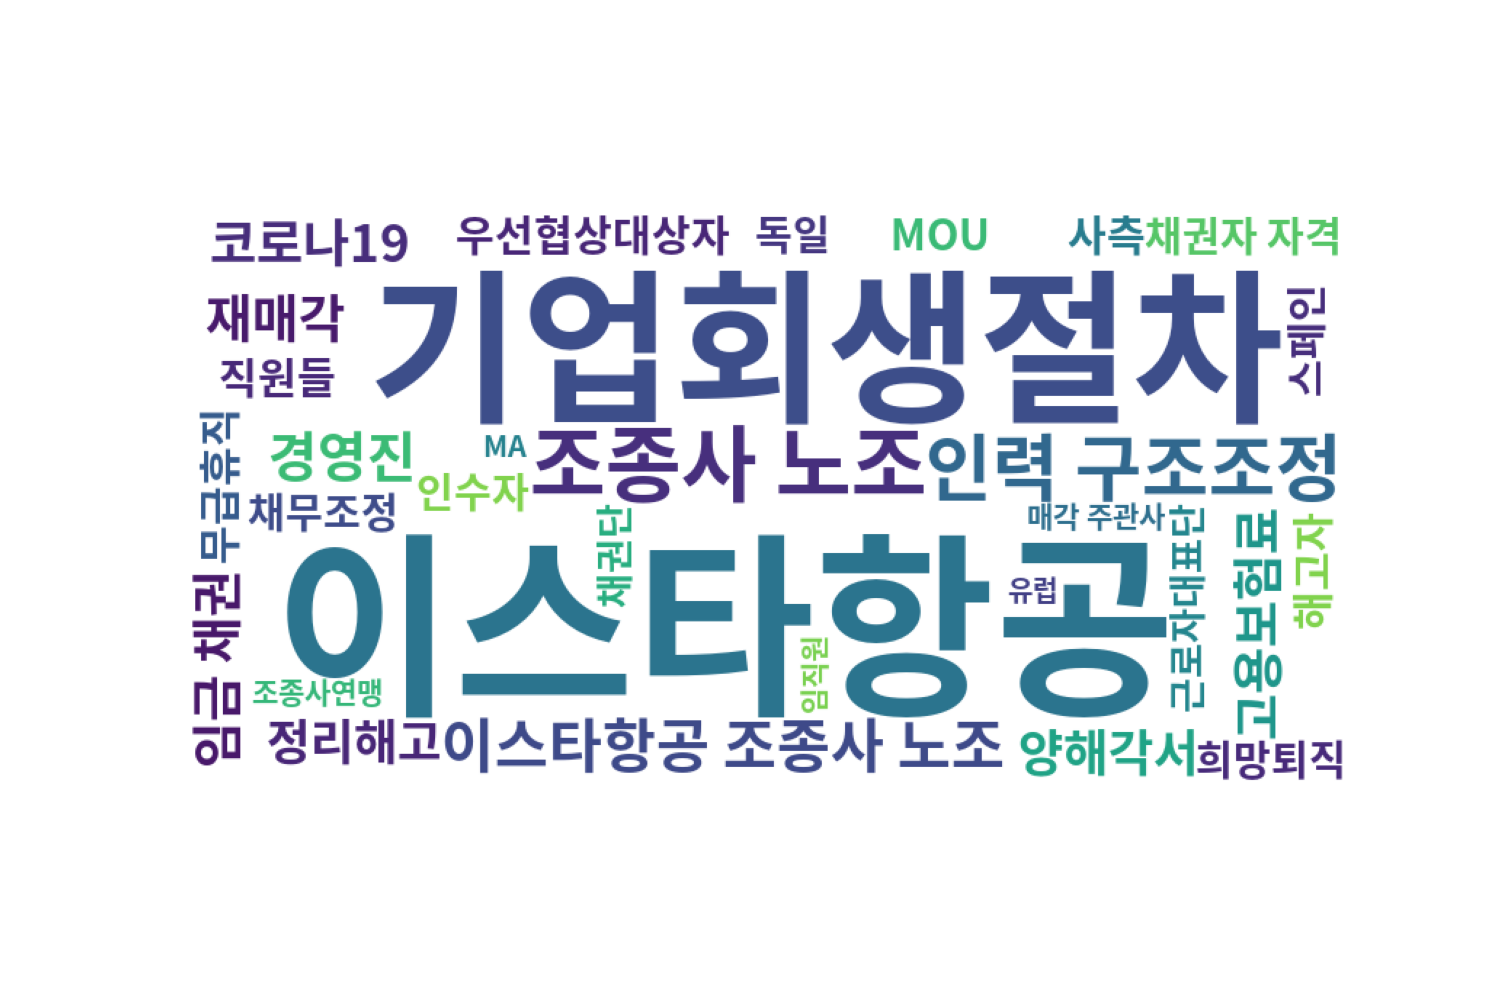 코로나19
우선협상대상자
독일
MOU
사측
채권자 자격
재매각
기업회생절차
스페인
직원들
무급휴직
경영진
MA
조종사 노조
인력 구조조정
인수자
채무조정
채권단
매각 주관사
근로자대표단
고용보험료
해고자
이스타항공
유럽
임금 채권
임직원
조종사연맹
정리해고
이스타항공 조종사 노조
양해각서
희망퇴직